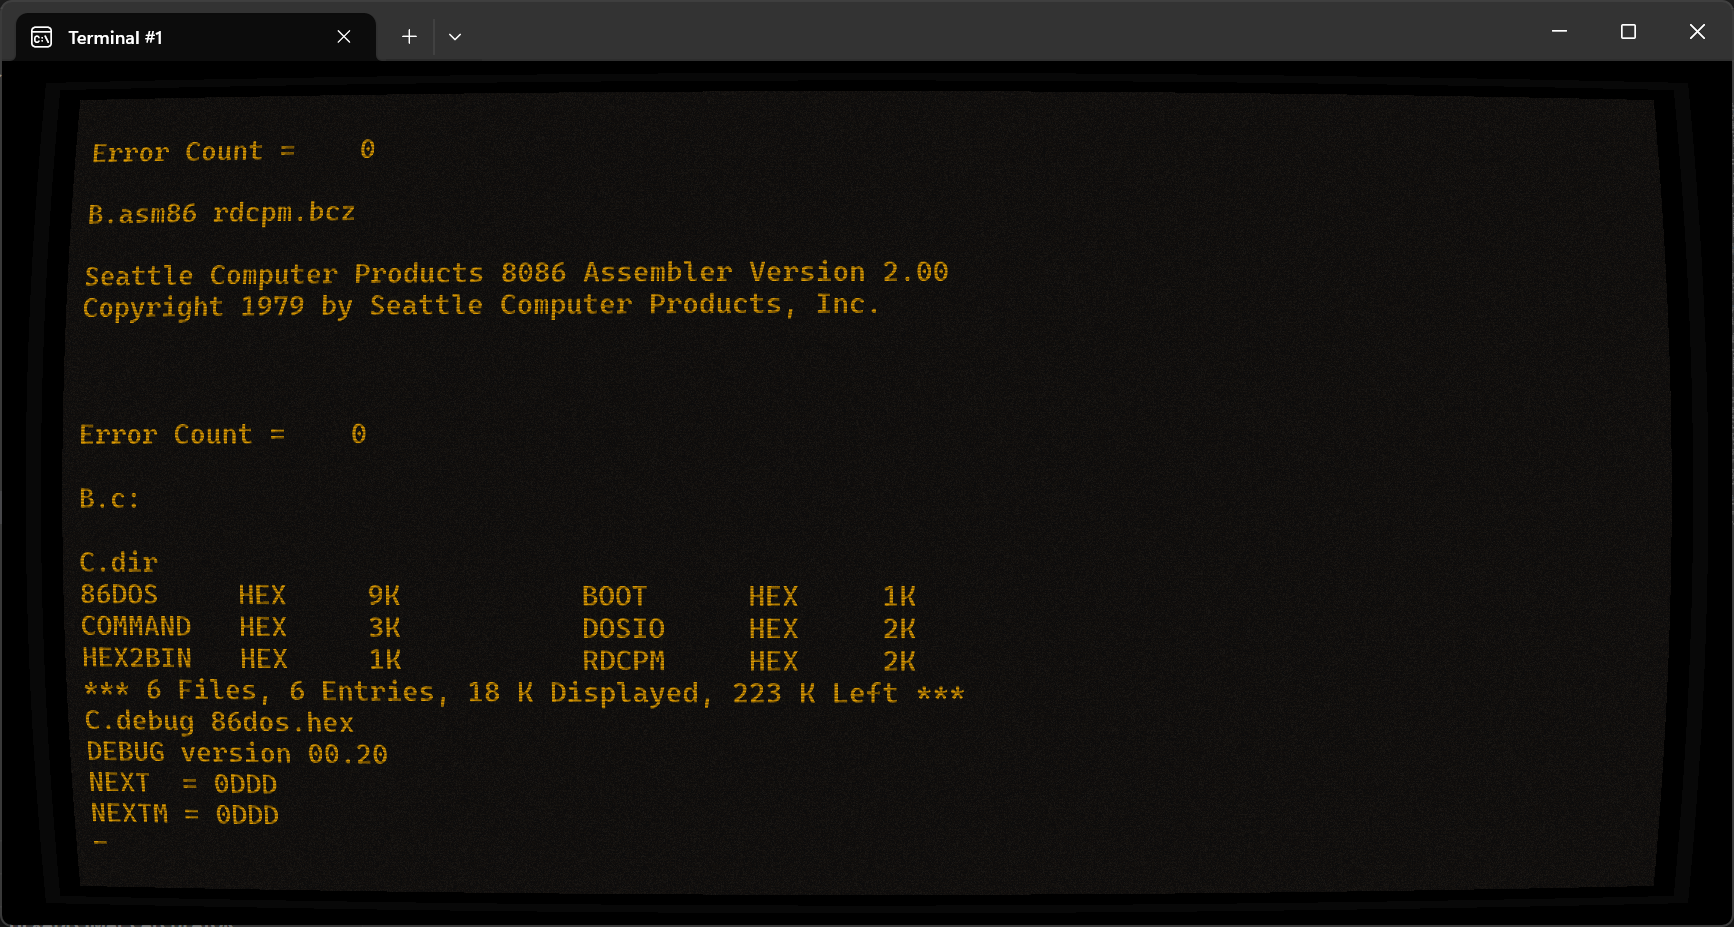 Terminal #1
Error Count =    0
B.asm86 rdcpm.bcz
Seattle Computer Products 8086 Assembler Version 2.00
Copyright 1979 by Seattle Computer Products, Inc.
Error Count =    0
B.c:
C.dir
86DOS     HEX     9K           BOOT      HEX     1K
COMMAND   HEX     3K           DOSIO     HEX     2K
HEX2BIN   HEX     1K           RDCPM     HEX     2K
*** 6 Files, 6 Entries, 18 K Displayed, 223 K Left ***
C.debug 86dos.hex
DEBUG version 00.20
NEXT  = 0DDD
NEXTM = 0DDD
-